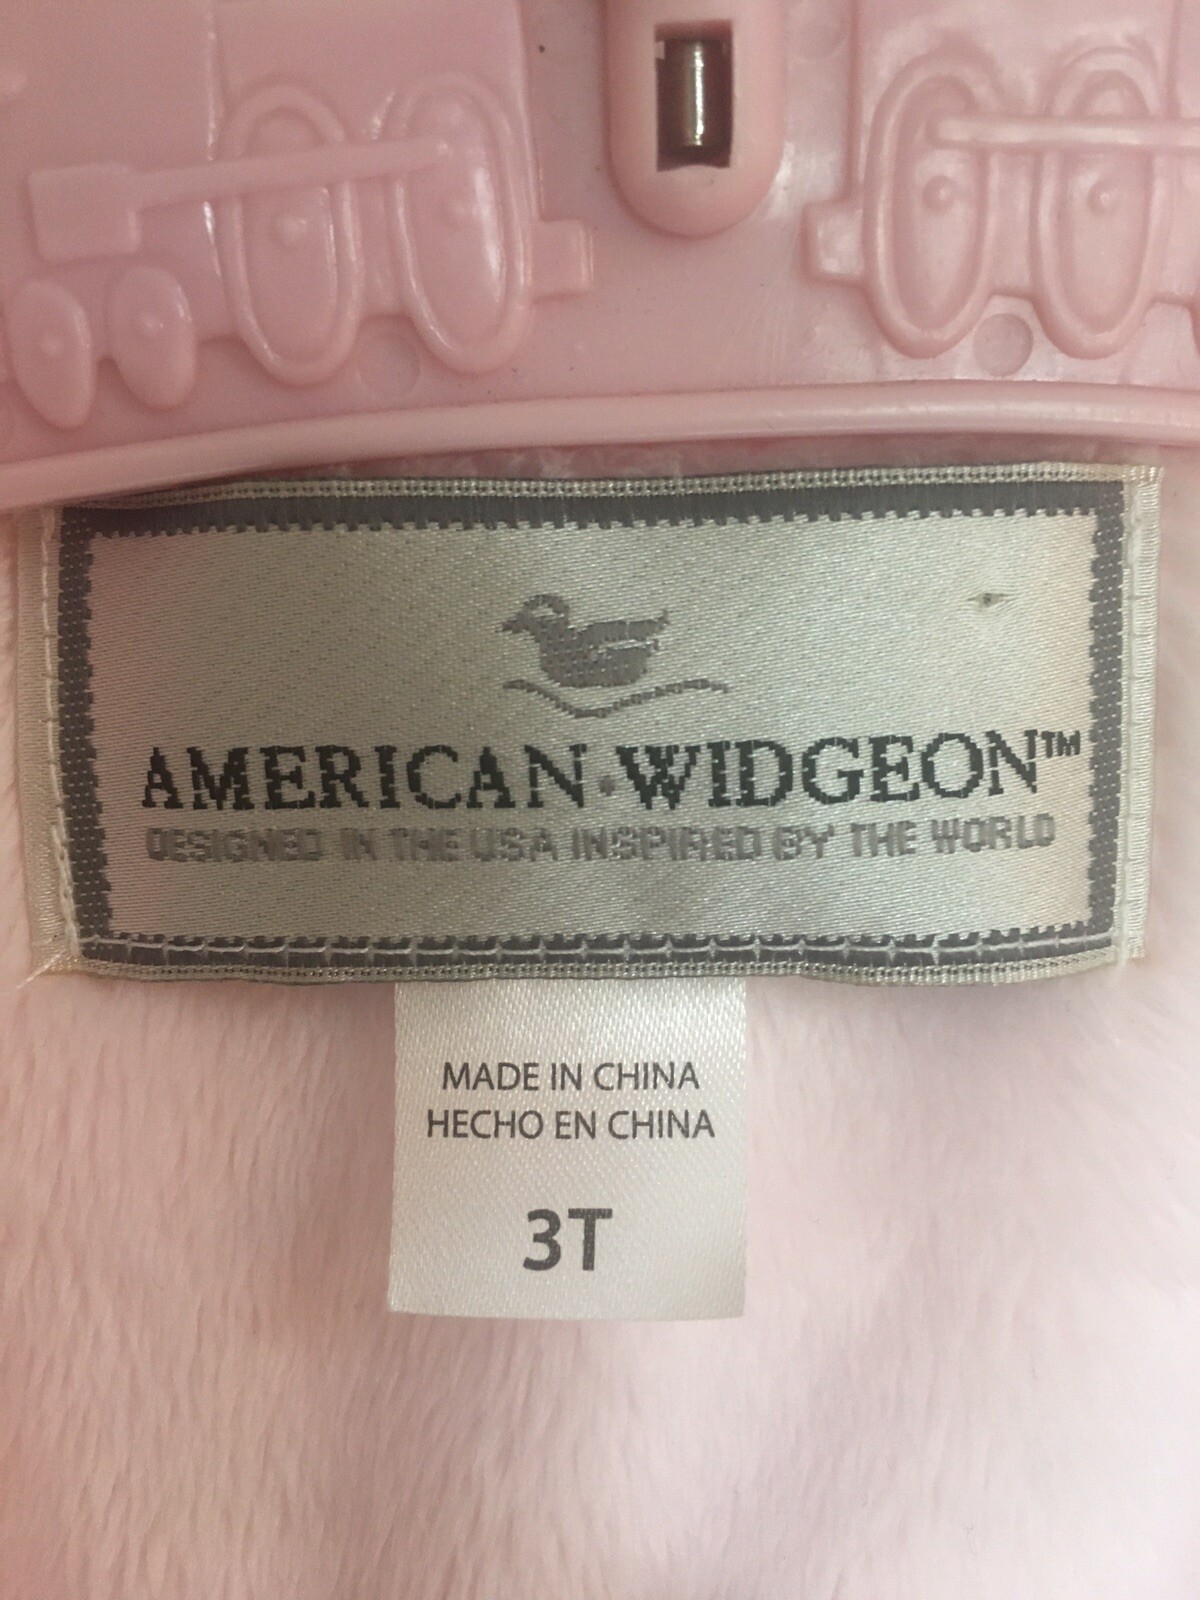 AMERICAN·WIDGEON™
DESIGNED IN THE USA INSPIRED BY THE WORLD
MADE IN CHINA
HECHO EN CHINA
3T